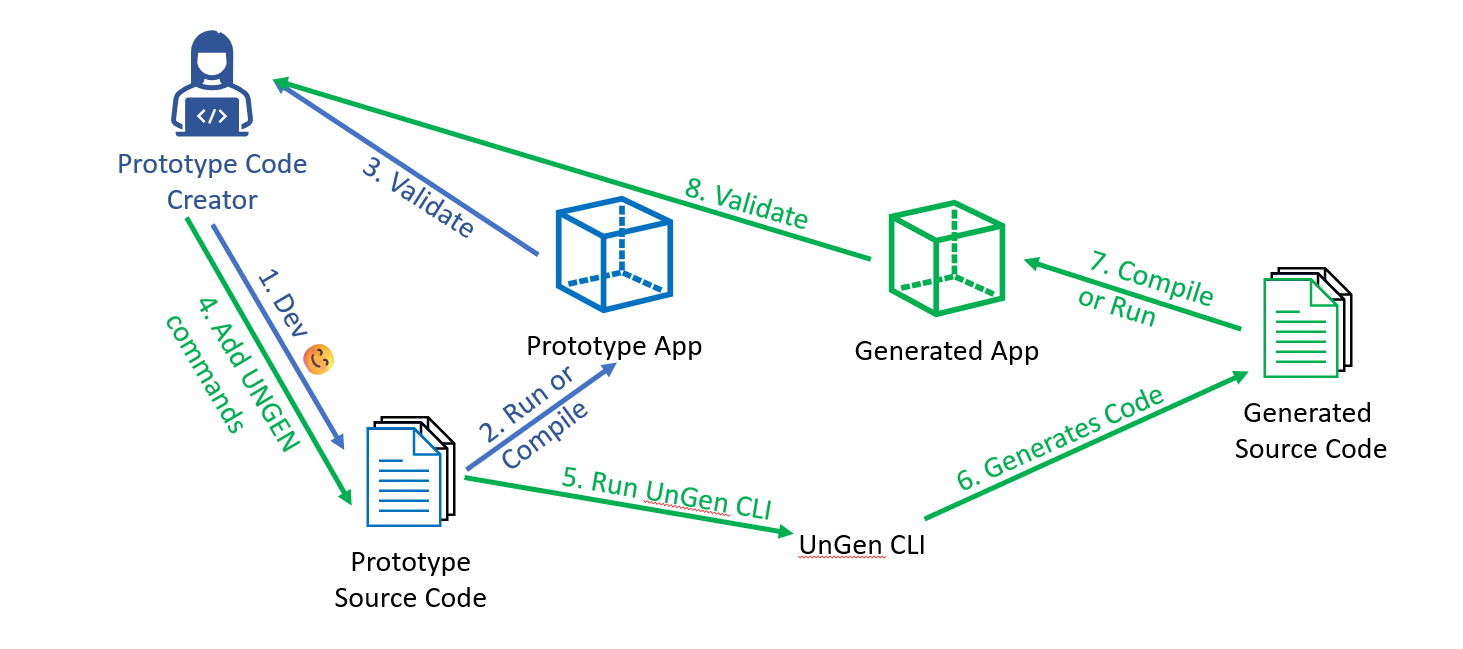 </>
Prototype Code
Creator
3. Validate
8. Validate
7. Compile
or Run
1. Dev 😊
4. Add UNGEN
commands
Prototype App
Generated App
2. Run or
Compile
Generated
Source Code
5. Run UnGen CLI
6. Generates Code
UnGen CLI
Prototype
Source Code